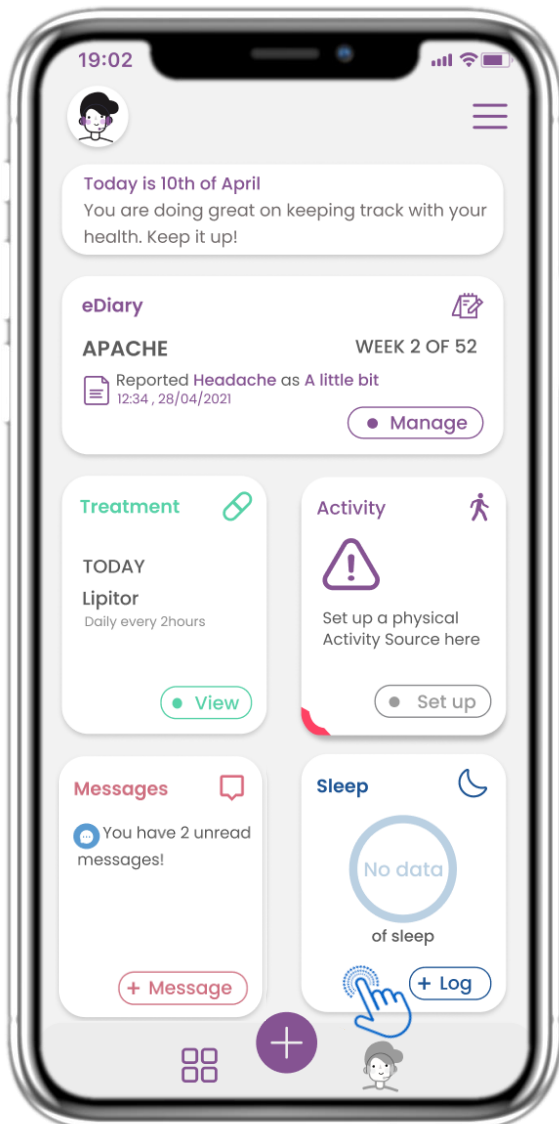 19:02
Today is 10th of April
You are doing great on keeping track with your
health. Keep it up!
eDiary
APACHE
WEEK 2 OF 52
Reported Headache as A little bit
12:34 , 28/04/2021
Manage
Treatment
TODAY
Lipitor
Daily every 2hours
View
Activity
Set up a physical
Activity Source here
Set up
Messages
You have 2 unread
messages!
+ Message
Sleep
No data
of sleep
+ Log